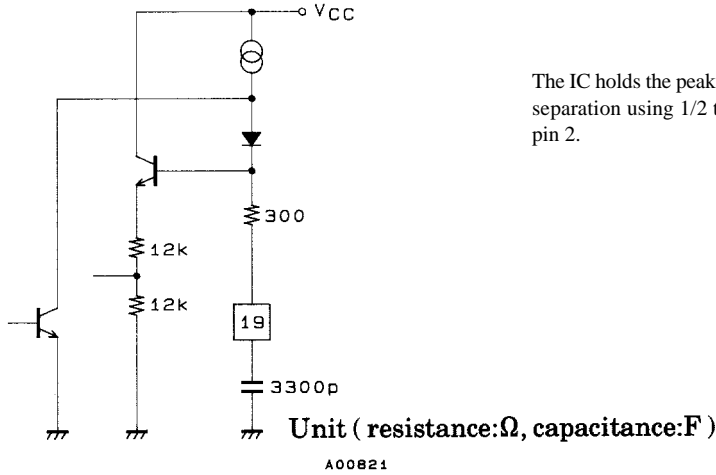 VCC
The IC holds the peak
separation using 1/2 t
pin 2.
300
12k
12k
19
3300p
Unit ( resistance:Ω, capacitance:F )
A00821